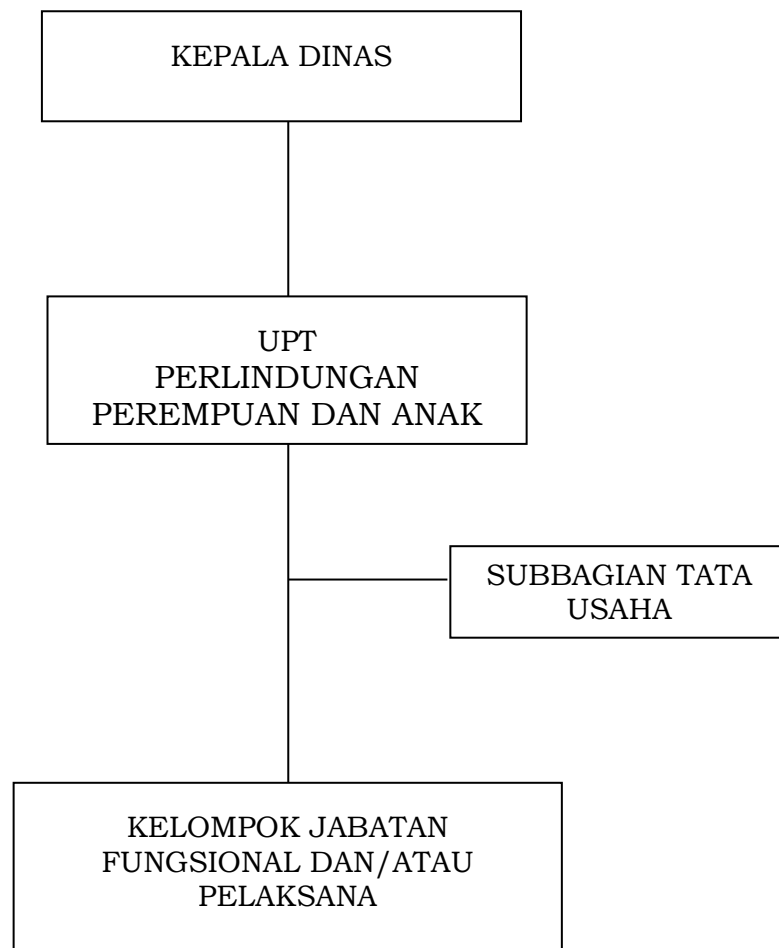 KEPALA DINAS
UPT
PERLINDUNGAN
PEREMPUAN DAN ANAK
SUBBAGIAN TATA
USAHA
KELOMPOK JABATAN
FUNGSIONAL DAN/ATAU
PELAKSANA